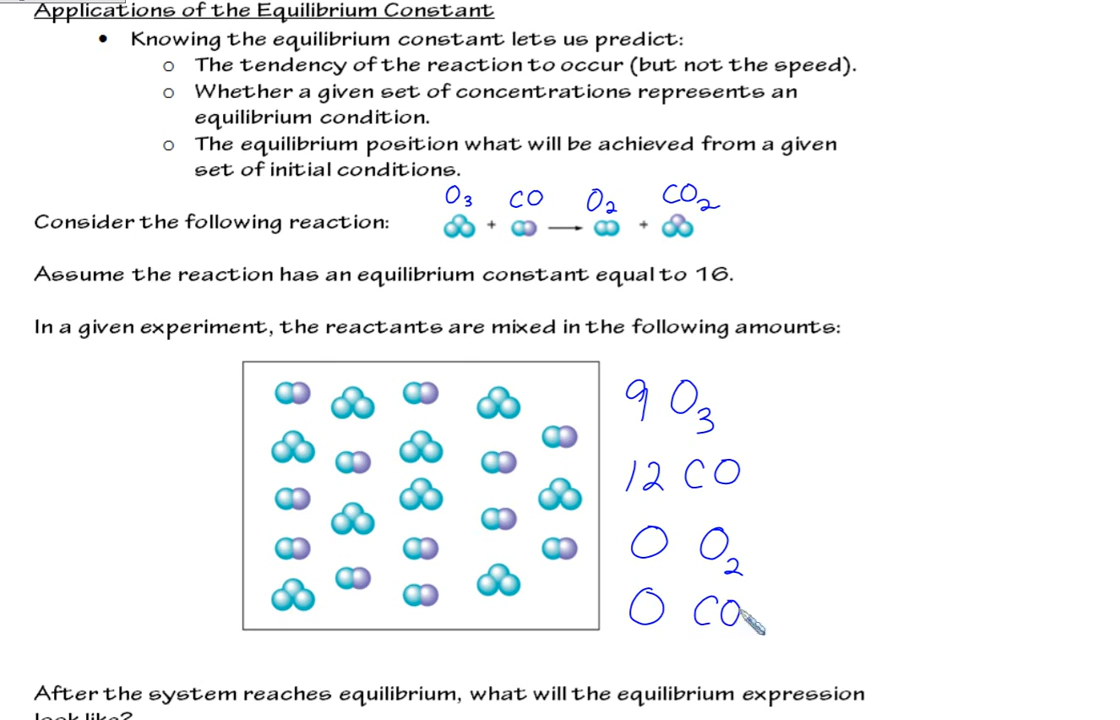 Applications of the Equilibrium Constant
• Knowing the equilibrium constant lets us predict:
o The tendency of the reaction to occur (but not the speed).
o Whether a given set of concentrations represents an
equilibrium condition.
o The equilibrium position what will be achieved from a given
set of initial conditions.
O3 CO O2 CO2
Consider the following reaction: + ⟶ +
Assume the reaction has an equilibrium constant equal to 16.
In a given experiment, the reactants are mixed in the following amounts:
9 O3
12 CO
0 O2
0 CO
After the system reaches equilibrium, what will the equilibrium expression
look like?